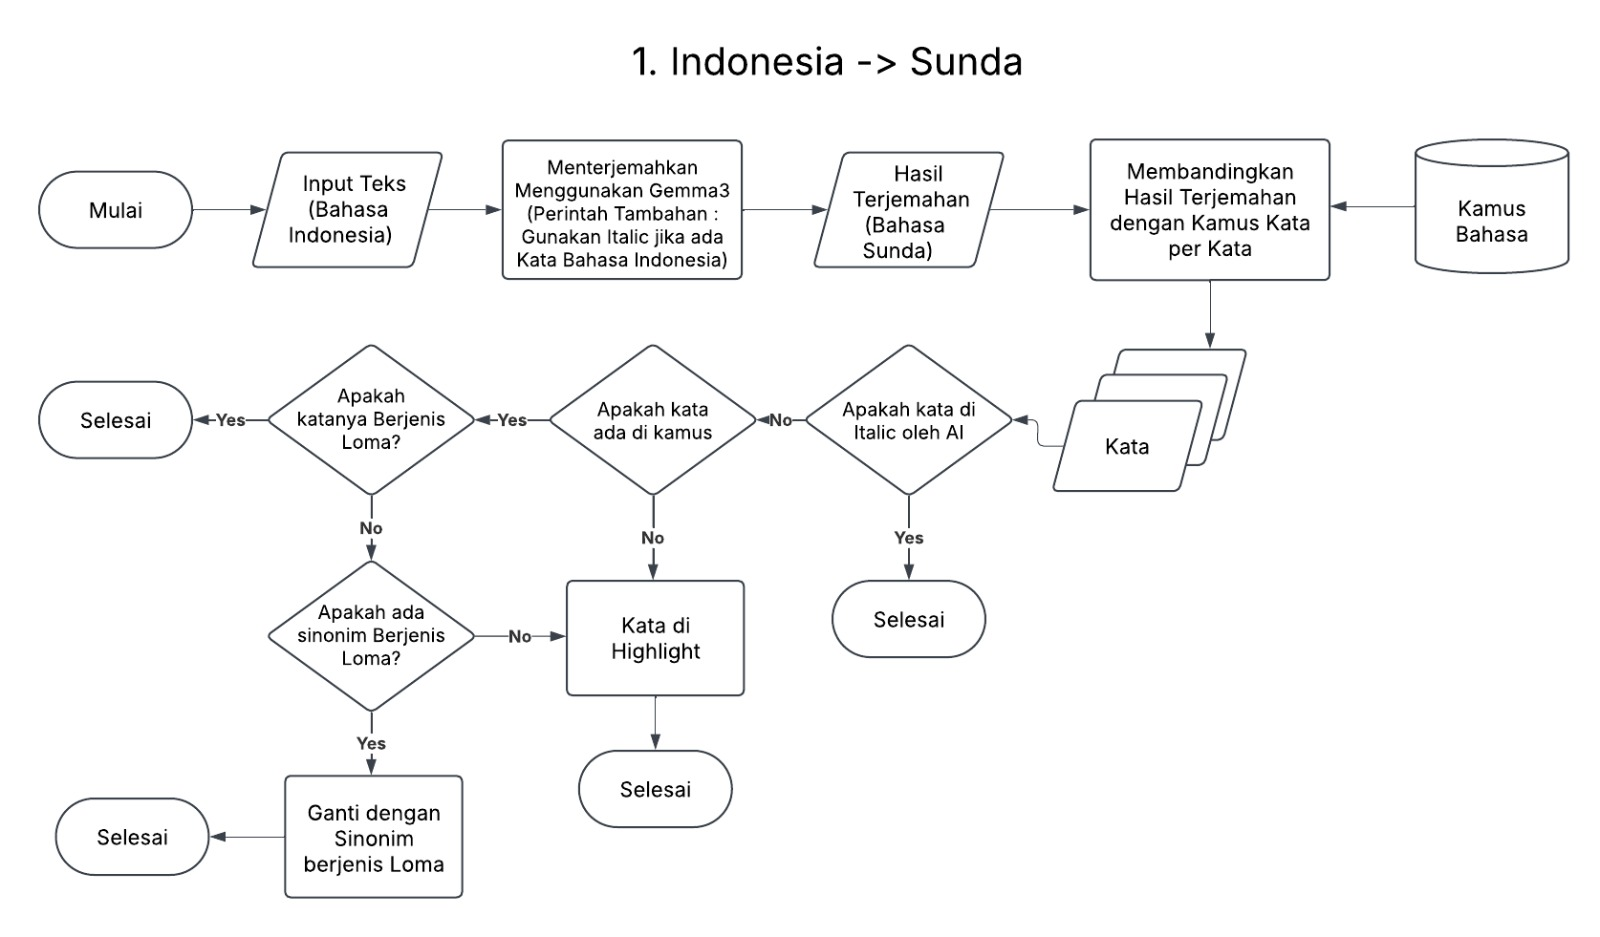 1. Indonesia -> Sunda
Mulai
Input Teks
(Bahasa
Indonesia)
Menterjemahkan
Menggunakan Gemma3
(Perintah Tambahan :
Gunakan Italic jika ada
Kata Bahasa Indonesia)
Hasil
Terjemahan
(Bahasa
Sunda)
Membandingkan
Hasil Terjemahan
dengan Kamus Kata
per Kata
Kamus
Bahasa
Kata
Apakah kata di
Italic oleh AI
No
Yes
Selesai
Apakah kata
ada di kamus
Yes
No
Apakah
katanya Berjenis
Loma?
Yes
Selesai
No
Apakah ada
sinonim Berjenis
Loma?
No
Kata di
Highlight
Selesai
Yes
Ganti dengan
Sinonim
berjenis Loma
Selesai